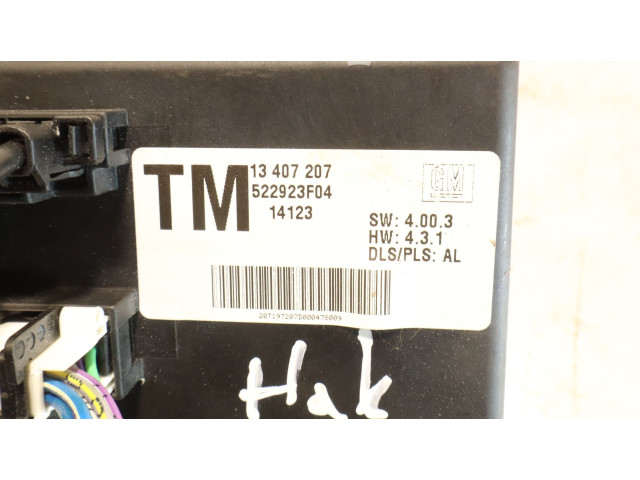 TM
13 407 207
522923F04
14123
GM
SW: 4.00.3
HW: 4.3.1
DLS/PLS: AL
Hak